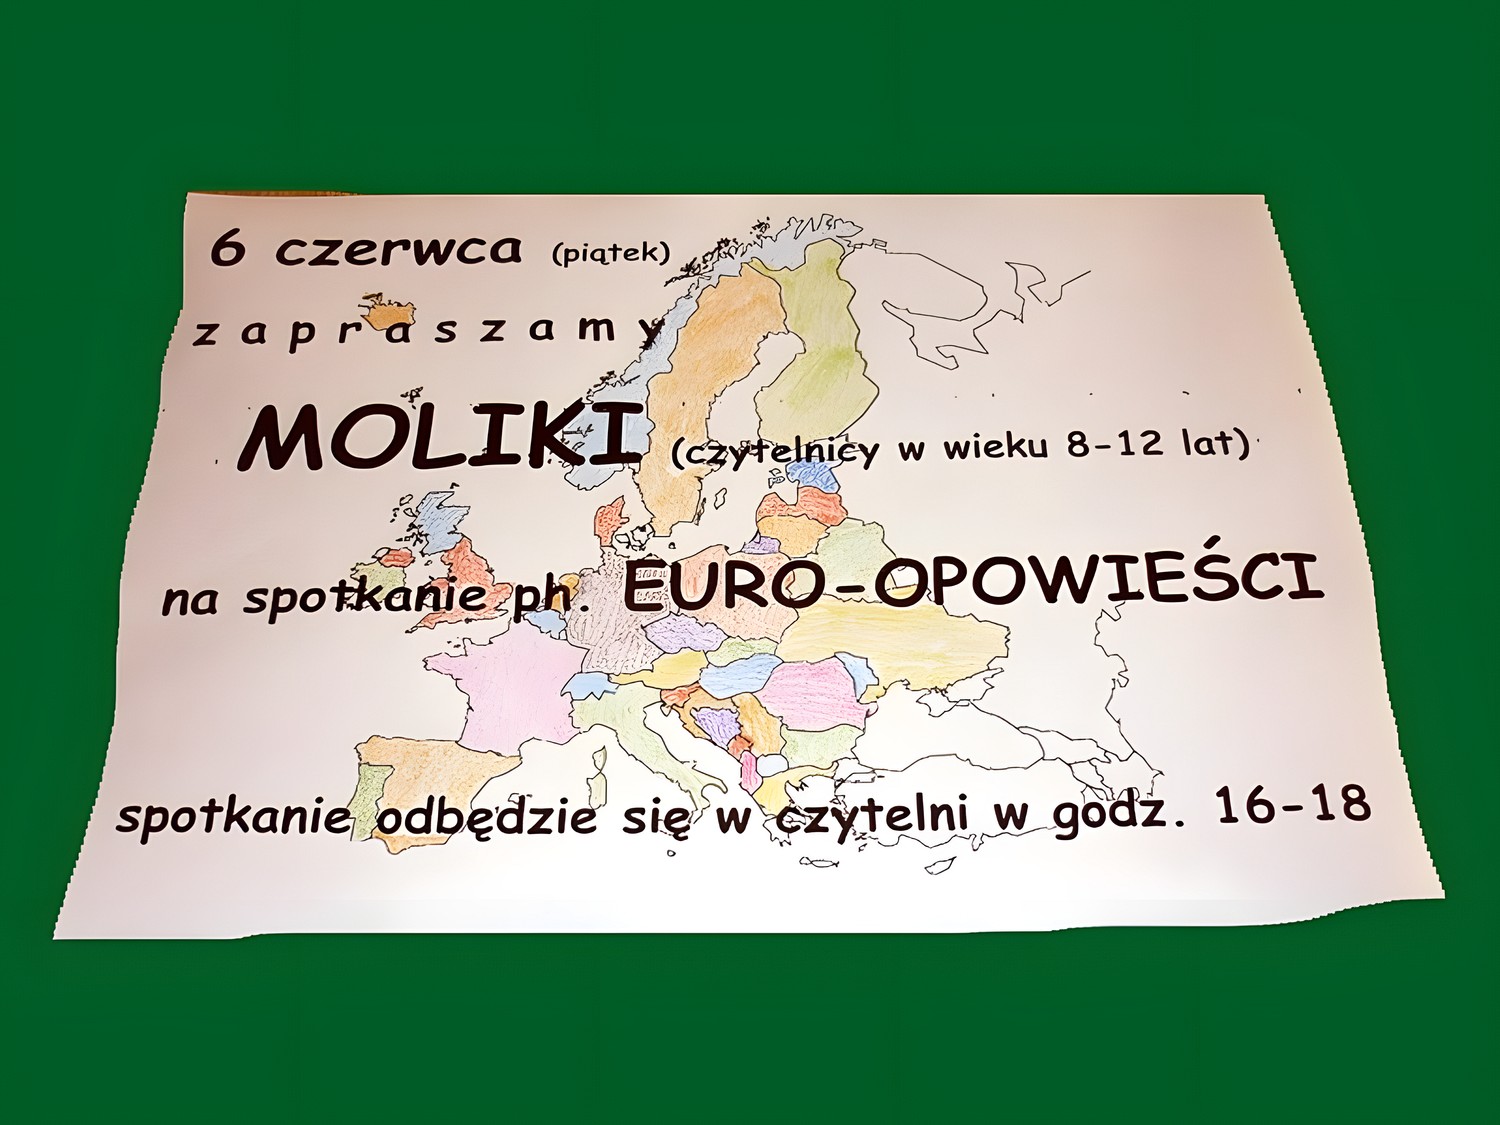 6 czerwca (piątek)
z a p r a s z a m y
MOLIKI (czytelnicy w wieku 8-12 lat)
na spotkanie ph. EURO-OPOWIEŚCI
spotkanie odbędzie się w czytelni w godz. 16-18